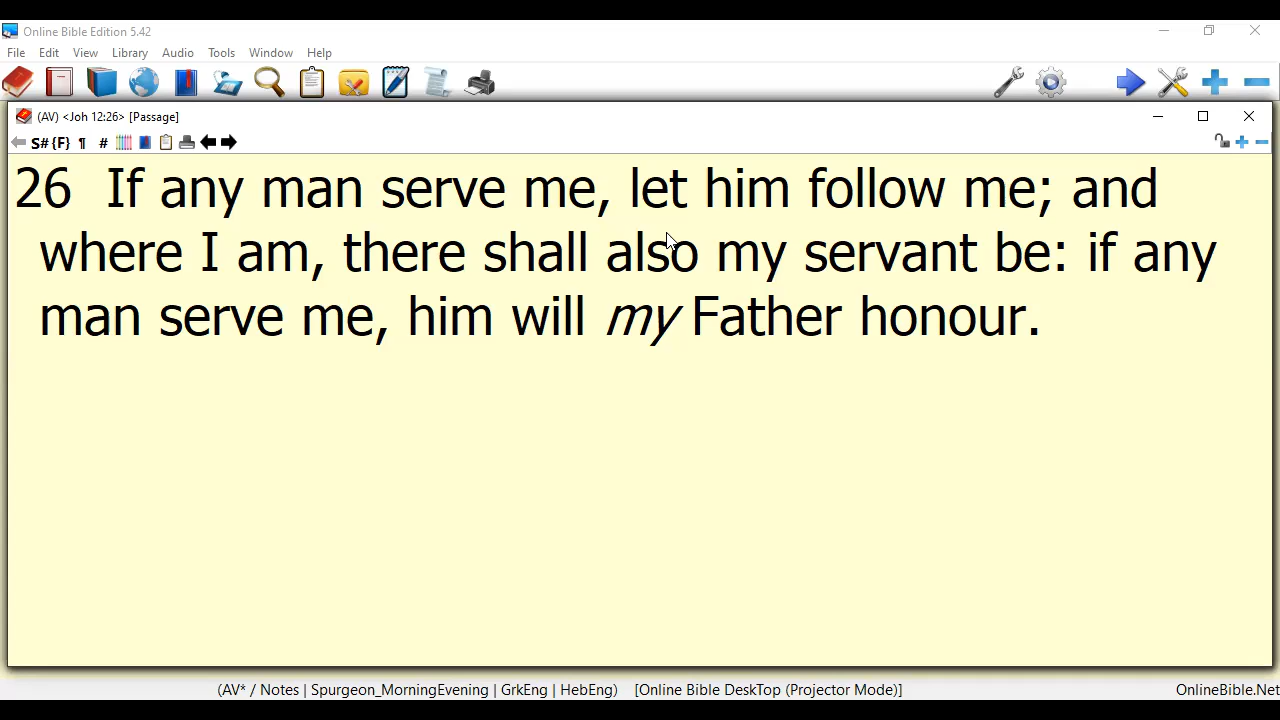 Online Bible Edition 5.42
File Edit View Library Audio Tools Window Help
(AV) <Joh 12:26> [Passage]
S# {F} ¶ #
26 If any man serve me, let him follow me; and
where I am, there shall also my servant be: if any
man serve me, him will my Father honour.
(AV* / Notes | Spurgeon_MorningEvening | GrkEng | HebEng) [Online Bible DeskTop (Projector Mode)] OnlineBible.Net